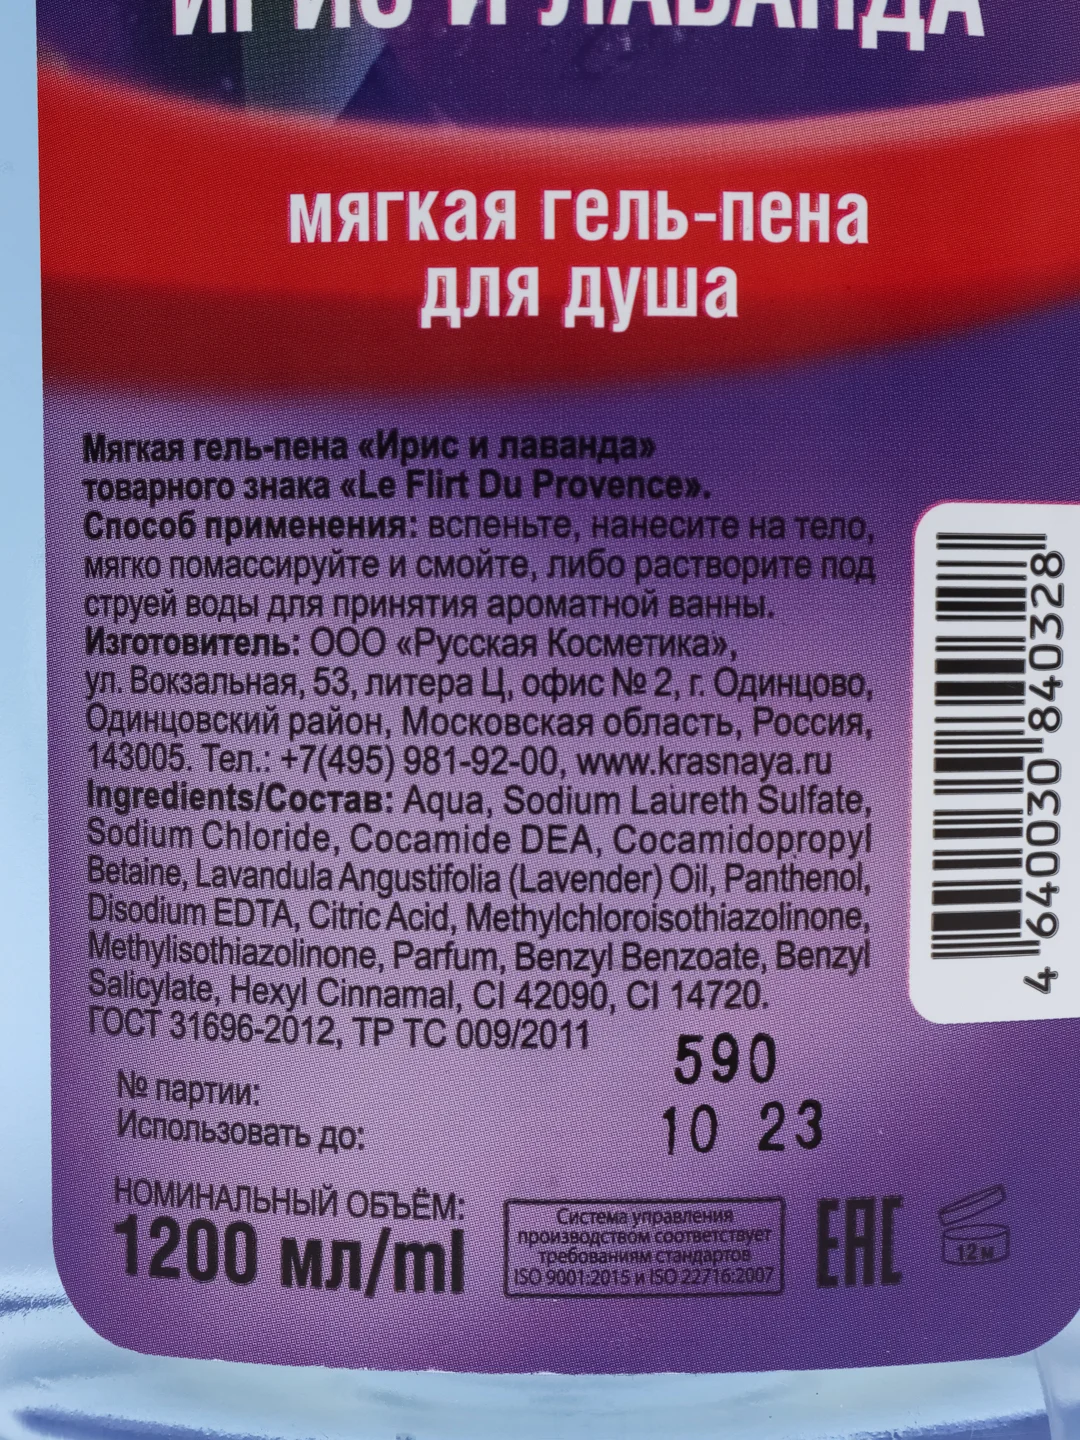 ИРИС И ЛАВАНДА
мягкая гель-пена
для душа
Мягкая гель-пена «Ирис и лаванда»
товарного знака «Le Flirt Du Provence».
Способ применения: вспеньте, нанесите на тело,
мягко помассируйте и смойте, либо растворите под
струей воды для принятия ароматной ванны.
Изготовитель: ООО «Русская Косметика»,
ул. Вокзальная, 53, литера Ц, офис № 2, г. Одинцово,
Одинцовский район, Московская область, Россия,
143005. Тел.: +7(495) 981-92-00, www.krasnaya.ru
Ingredients/Состав: Aqua, Sodium Laureth Sulfate,
Sodium Chloride, Cocamide DEA, Cocamidopropyl
Betaine, Lavandula Angustifolia (Lavender) Oil, Panthenol,
Disodium EDTA, Citric Acid, Methylchloroisothiazolinone,
Methylisothiazolinone, Parfum, Benzyl Benzoate, Benzyl
Salicylate, Hexyl Cinnamal, CI 42090, CI 14720.
ГОСТ 31696-2012, ТР ТС 009/2011
590
№ партии:
Использовать до:
10 23
НОМИНАЛЬНЫЙ ОБЪЁМ:
1200 мл/ml
Система управления
производством соответствует
требованиям стандартов
ISO 9001:2015 и ISO 22716:2007
EAC
12 м
4 640030 840328